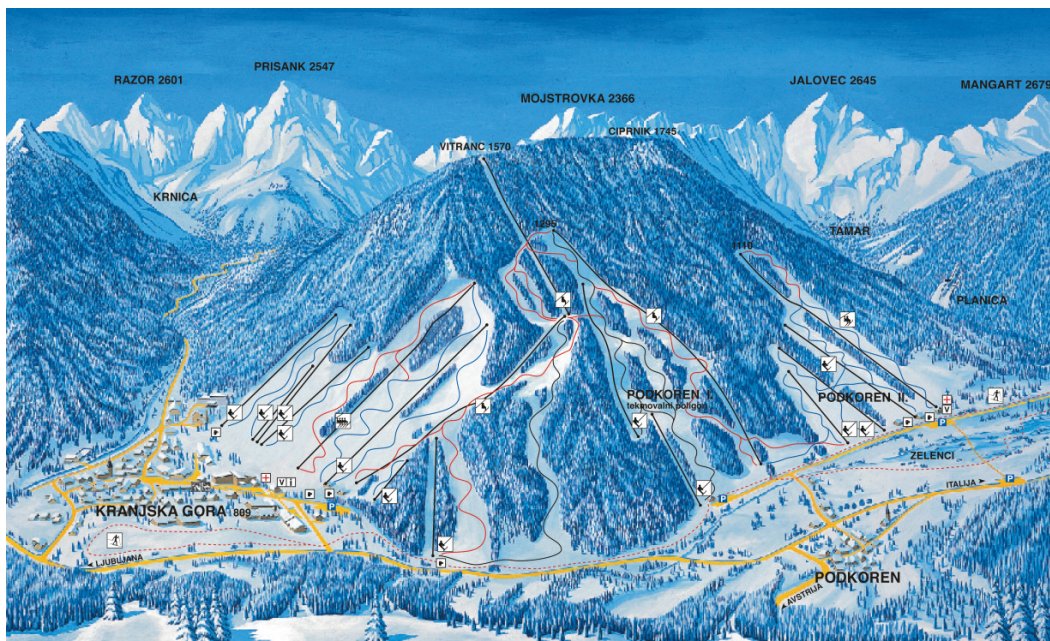 RAZOR 2601
PRISANK 2547
MOJSTROVKA 2366
JALOVEC 2645
MANGART 2679
CIPRNIK 1745
VITRANC 1570
KRNICA
1295
1110
TAMAR
PLANICA
PODKOREN I.
tekmovalni poligon
PODKOREN II.
V
P
ZELENCI
ITALIJA
P
V
P
P
KRANJSKA GORA 809
LJUBLJANA
PODKOREN
AVSTRIJA